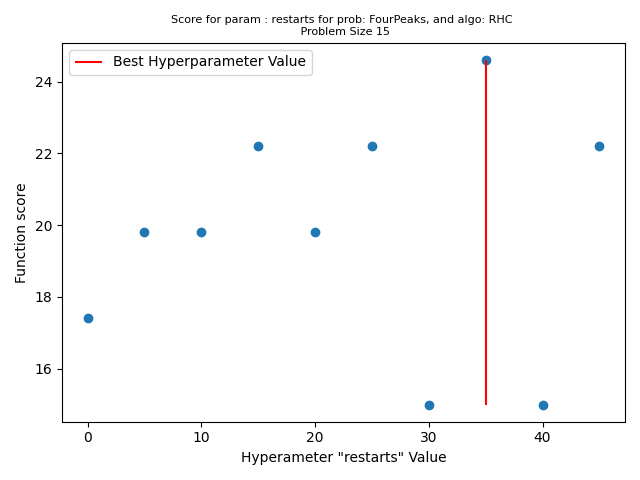 Score for param : restarts for prob: FourPeaks, and algo: RHC
Problem Size 15
Best Hyperparameter Value
Function score
24
22
20
18
16
0 10 20 30 40
Hyperameter "restarts" Value